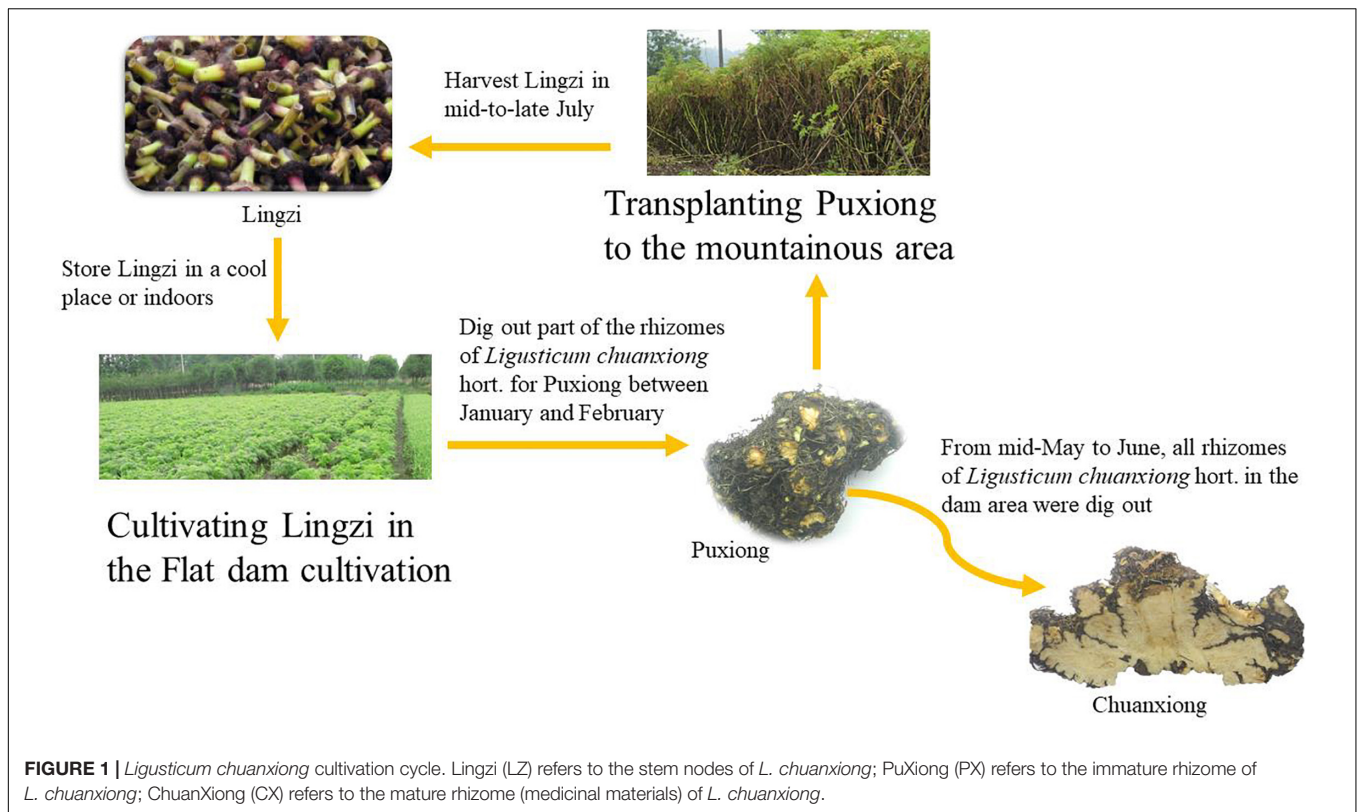 Harvest Lingzi in
mid-to-late July
Lingzi
Transplanting Puxiong
to the mountainous area
Store Lingzi in a cool
place or indoors
Dig out part of the rhizomes
of Ligusticum chuanxiong
hort. for Puxiong between
January and February
Cultivating Lingzi in
the Flat dam cultivation
Puxiong
From mid-May to June, all rhizomes
of Ligusticum chuanxiong hort. in the
dam area were dig out
Chuanxiong
FIGURE 1 | Ligusticum chuanxiong cultivation cycle. Lingzi (LZ) refers to the stem nodes of L. chuanxiong; PuXiong (PX) refers to the immature rhizome of
L. chuanxiong; ChuanXiong (CX) refers to the mature rhizome (medicinal materials) of L. chuanxiong.